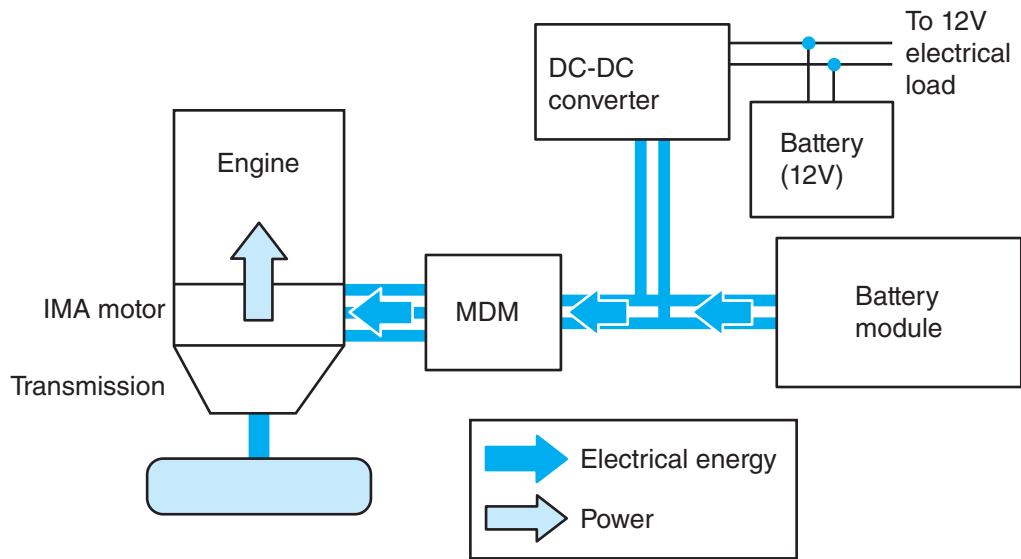 To 12V
electrical
load
DC-DC
converter
Battery
(12V)
Engine
IMA motor
MDM
Battery
module
Transmission
Electrical energy
Power